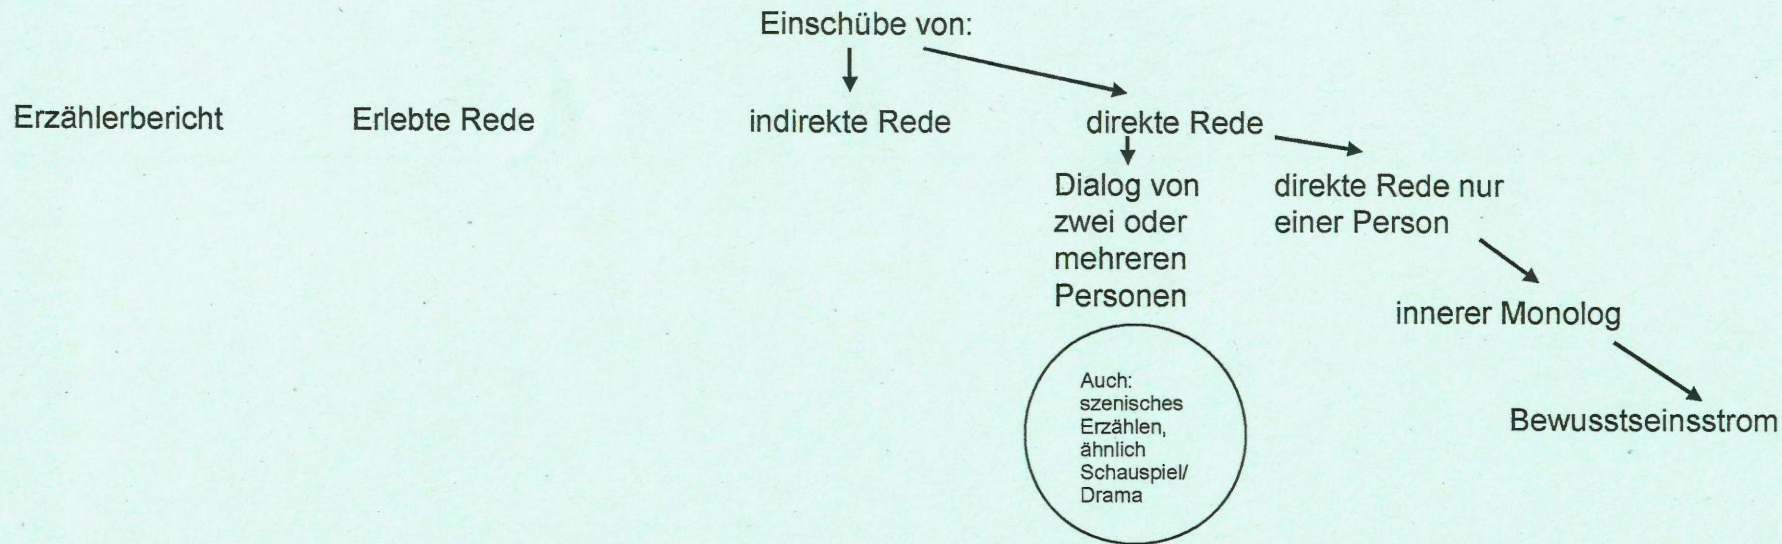 Einschübe von:
Erzählerbericht
Erlebte Rede
indirekte Rede
direkte Rede
Dialog von
zwei oder
mehreren
Personen
direkte Rede nur
einer Person
innerer Monolog
Bewusstseinsstrom
Auch:
szenisches
Erzählen,
ähnlich
Schauspiel/
Drama